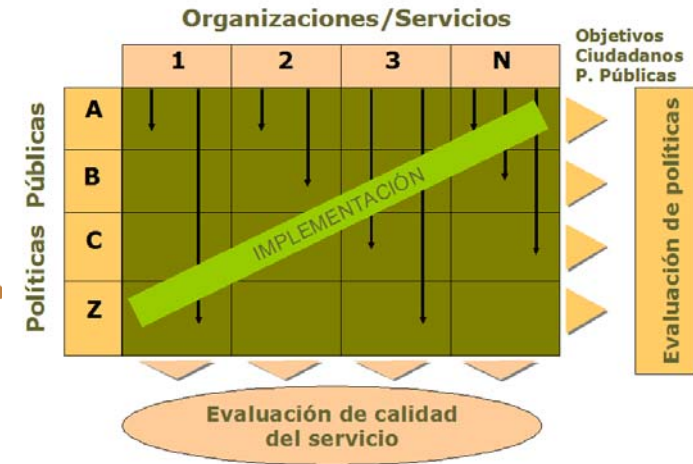 Organizaciones/Servicios
Objetivos
Ciudadanos
P. Públicas
1 2 3 N
Políticas Públicas
A
B
C
Z
IMPLEMENTACIÓN
Evaluación de políticas
Evaluación de calidad
del servicio